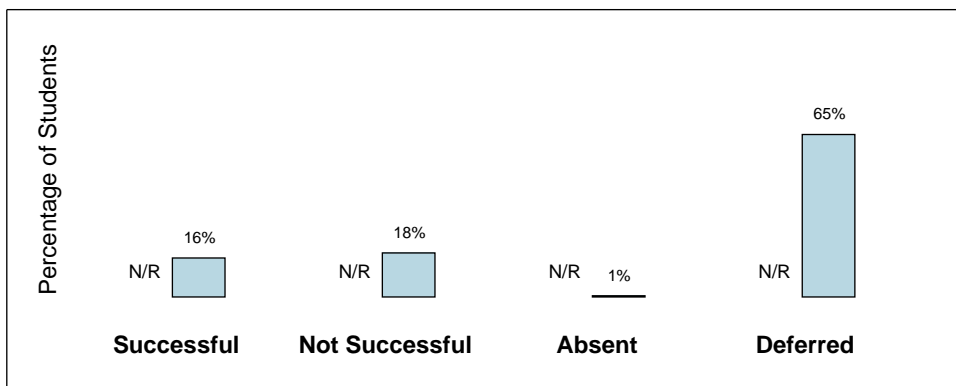 Percentage of Students
65%
16%
18%
N/R
N/R
N/R
1%
N/R
Successful
Not Successful
Absent
Deferred